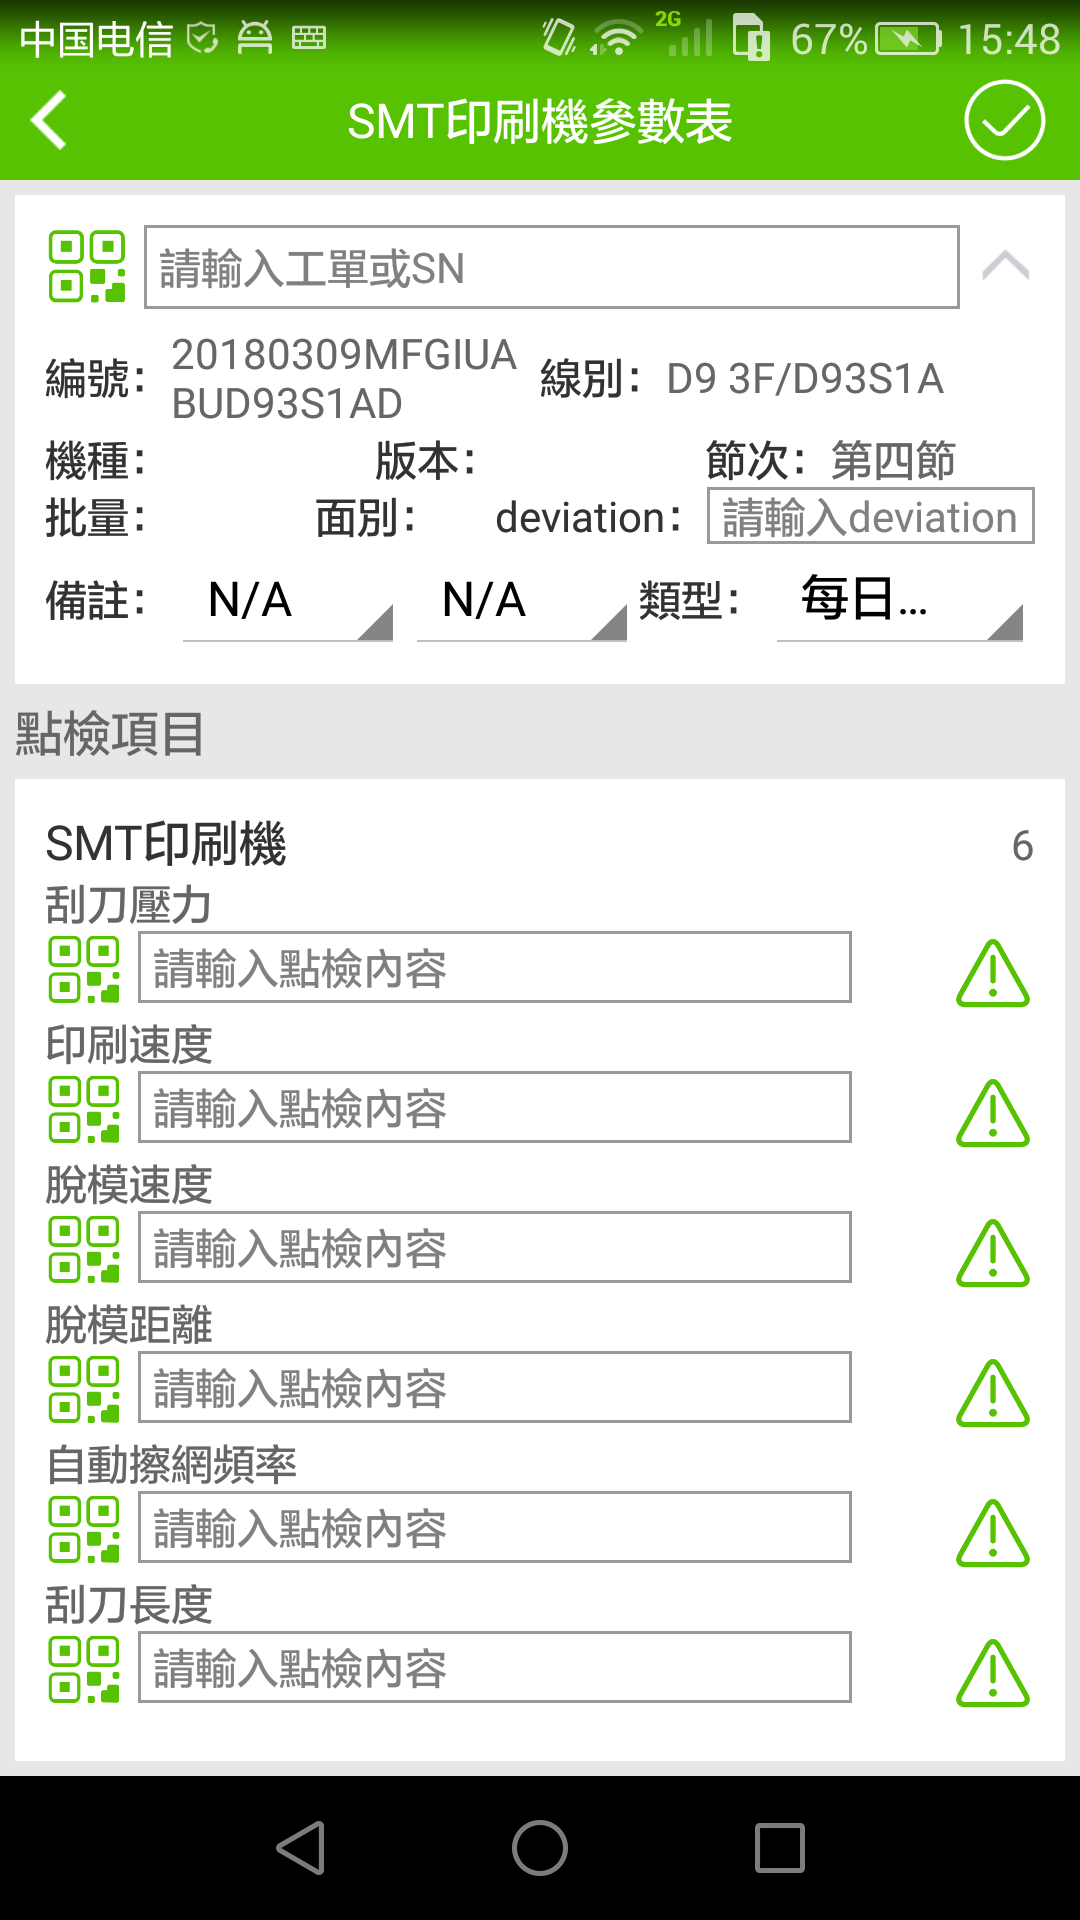 中国电信 2G 67% 15:48
SMT印刷機參數表
請輸入工單或SN
編號： 20180309MFGIUA
BUD93S1AD
線別： D9 3F/D93S1A
機種： 版本： 節次： 第四節
批量： 面別： deviation： 請輸入deviation
備註： N/A N/A 類型： 每日...
點檢項目
SMT印刷機 6
刮刀壓力
請輸入點檢內容
印刷速度
請輸入點檢內容
脫模速度
請輸入點檢內容
脫模距離
請輸入點檢內容
自動擦網頻率
請輸入點檢內容
刮刀長度
請輸入點檢內容